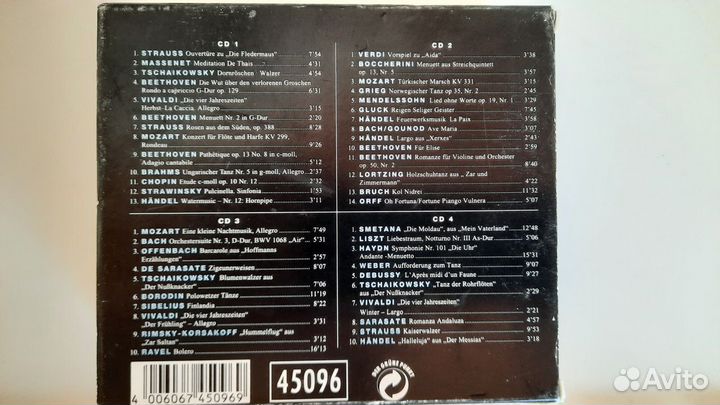 CD 1
1. STRAUSS Ouvertüre zu „Die Fledermaus" 7'54
2. MASSENET Meditation De Thais 4'31
3. TSCHAIKOWSKY Dornröschen - Walzer 4'33
4. BEETHOVEN Die Wut über den verlorenen Groschen
Rondo a capriccio G-Dur op. 129 6'31
5. VIVALDI „Die vier Jahreszeiten"
Herbst-La Caccia, Allegro 3'15
6. BEETHOVEN Menuett Nr. 2 in G-Dur 2'40
7. STRAUSS Rosen aus dem Süden, op. 388 8'28
8. MOZART Konzert für Flöte und Harfe KV 299,
Rondeau 9'26
9. BEETHOVEN Pathétique op. 13 No. 8 in c-moll,
Adagio cantabile 5'12
10. BRAHMS Ungarischer Tanz Nr. 5 in g-moll, Allegro 2'37
11. CHOPIN Etude c-moll op. 10 Nr. 12 2'32
12. STRAWINSKY Pulcinella, Sinfonia 1'53
13. HÄNDEL Watermusic – Nr. 12: Hornpipe 3'11
CD 2
1. VERDI Vorspiel zu „Aida" 3'38
2. BOCCHERINI Menuett aus Streichquintett
op. 13, Nr. 5 3'57
3. MOZART Türkischer Marsch KV 331 3'15
4. GRIEG Norwegischer Tanz op 35, Nr. 2 2'45
5. MENDELSSOHN Lied ohne Worte op 19, Nr. 1 3'29
6. GLUCK Reigen Seliger Geister 7'45
7. HÄNDEL Feuerwerksmusik La Paix 3'58
8. BACH/GOUNOD Ave Maria 3'07
9. HÄNDEL Largo aus „Xerxes" 5'43
10. BEETHOVEN Für Elise 2'59
11. BEETHOVEN Romanze für Violine und Orchester
op. 50, Nr. 2 8'40
12. LORTZING Holzschuhtanz aus „Zar und
Zimmermann" 4'22
13. BRUCH Kol Nidrei 11'32
14. ORFF Oh Fortuna/Fortune Piango Vulnera
CD 3
1. MOZART Eine kleine Nachtmusik, Allegro 7'49
2. BACH Orchestersuite Nr. 3, D-Dur, BWV 1068 „Air" 5'31
3. OFFENBACH Barcarole aus „Hoffmanns
Erzählungen" 2'57
4. DE SARASATE Zigeunerweisen 8'07
5. TSCHAIKOWSKY Blumenwalzer aus
„Der Nußknacker" 7'06
6. BORODIN Polowetzer Tänze 11'19
7. SIBELIUS Finlandia 8'22
8. VIVALDI „Die vier Jahreszeiten"
„Der Frühling" – Allegro 3'31
9. RIMSKY-KORSAKOFF „Hummelflug" aus
„Zar Saltan" 1'31
10. RAVEL Bolero 16'13
CD 4
1. SMETANA „Die Moldau", aus „Mein Vaterland" 12'48
2. LISZT Liebestraum, Notturno Nr. III As-Dur 5'06
3. HAYDN Symphonie Nr. 101 „Die Uhr"
Andante -Menuetto 15'31
4. WEBER Aufforderung zum Tanz 9'07
5. DEBUSSY L'Après midi d'un Faune 9'27
6. TSCHAIKOWSKY „Tanz der Rohrflöten"
aus „Der Nußknacker" 2'29
7. VIVALDI „Die vier Jahreszeiten"
Winter – Largo 2'21
8. SARASATE Romanza Andaluza 4'57
9. STRAUSS Kaiserwalzer 9'53
10. HÄNDEL „Halleluja" aus „Der Messias" 3'18
4 006067 450969
45096
DER GRÜNE PUNKT
Avito